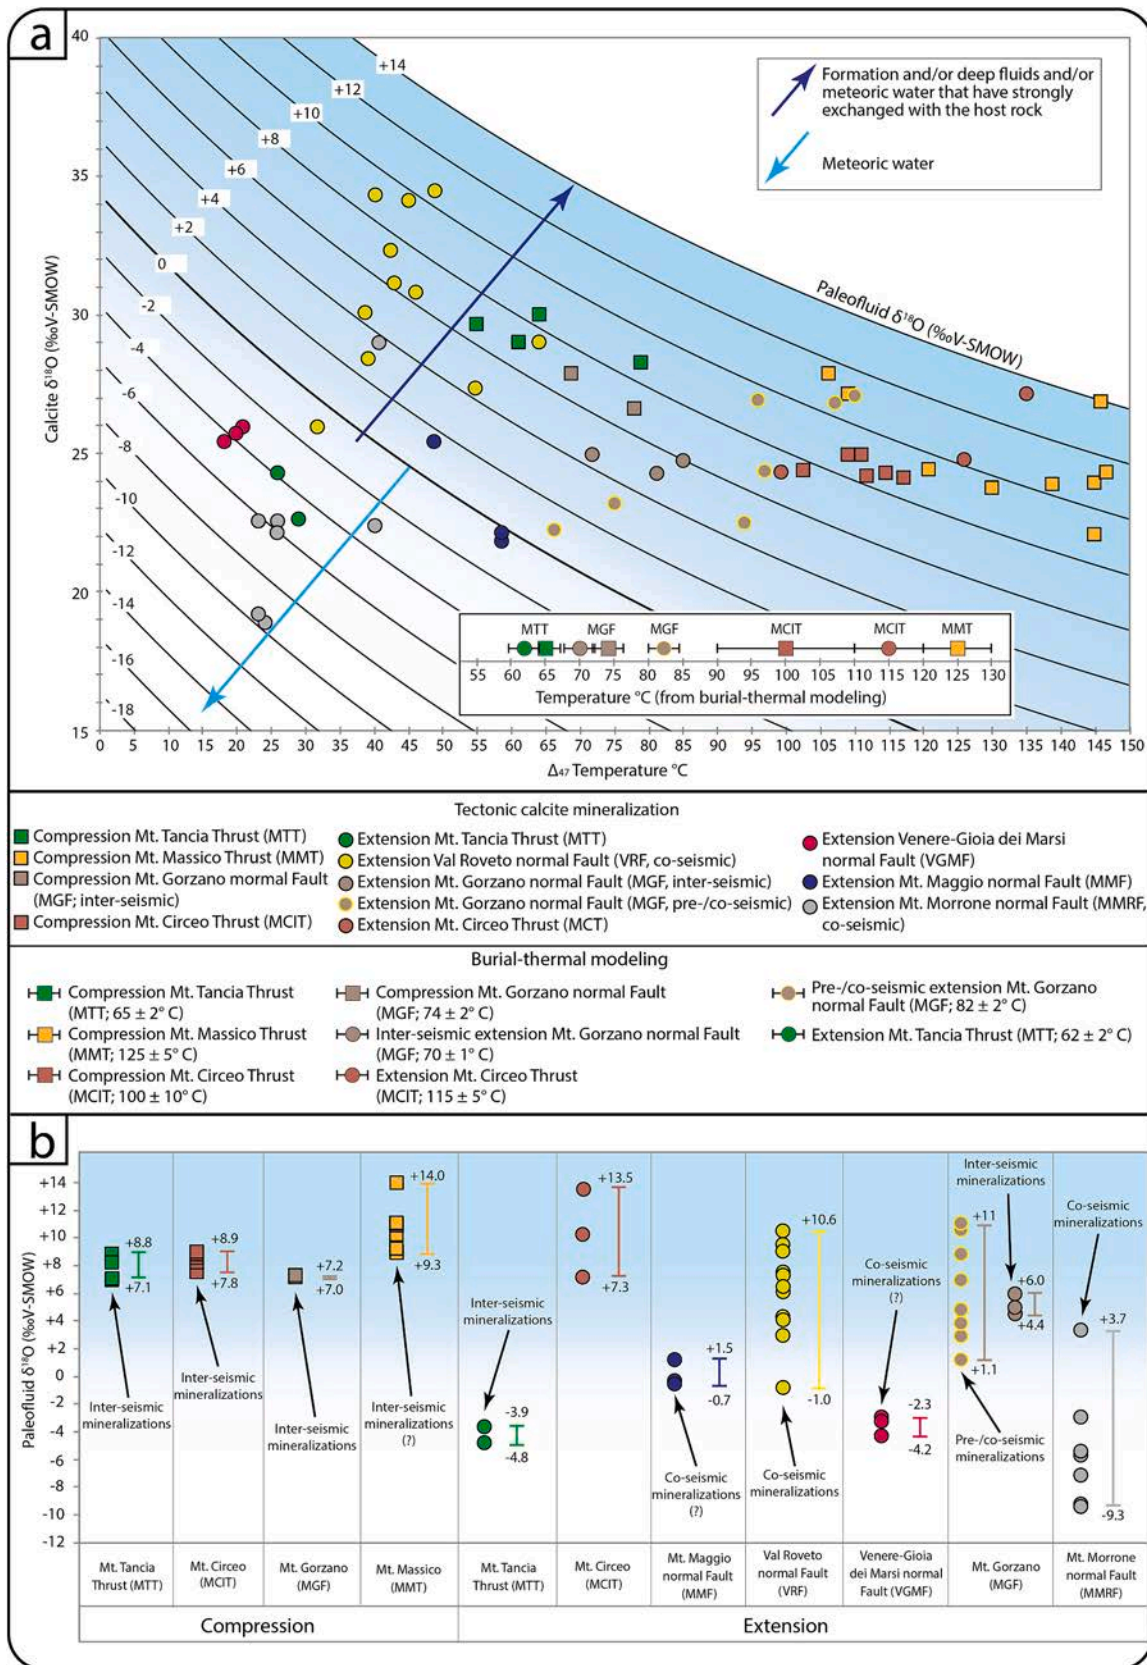 a
40
35
30
25
20
15
Calcite δ¹⁸O (‰V-SMOW)
+14
+12
+10
+8
+6
+4
+2
0
-2
-4
-6
-8
-10
-12
-14
-16
-18
Formation and/or deep fluids and/or
meteoric water that have strongly
exchanged with the host rock
Meteoric water
Paleofluid δ¹⁸O (‰V-SMOW)
MTT MGF MGF MCIT MCIT MMT
55 60 65 70 75 80 85 90 95 100 105 110 115 120 125 130
Temperature °C (from burial-thermal modeling)
0 5 10 15 20 25 30 35 40 45 50 55 60 65 70 75 80 85 90 95 100 105 110 115 120 125 130 135 140 145 150
Δ₄₇ Temperature °C
Tectonic calcite mineralization
Compression Mt. Tancia Thrust (MTT)
Compression Mt. Massico Thrust (MMT)
Compression Mt. Gorzano mormal Fault
(MGF; inter-seismic)
Compression Mt. Circeo Thrust (MCIT)
Extension Mt. Tancia Thrust (MTT)
Extension Val Roveto normal Fault (VRF, co-seismic)
Extension Mt. Gorzano normal Fault (MGF, inter-seismic)
Extension Mt. Gorzano normal Fault (MGF, pre-/co-seismic)
Extension Mt. Circeo Thrust (MCT)
Extension Venere-Gioia dei Marsi
normal Fault (VGMF)
Extension Mt. Maggio normal Fault (MMF)
Extension Mt. Morrone normal Fault (MMRF,
co-seismic)
Burial-thermal modeling
Compression Mt. Tancia Thrust
(MTT; 65 ± 2° C)
Compression Mt. Massico Thrust
(MMT; 125 ± 5° C)
Compression Mt. Circeo Thrust
(MCIT; 100 ± 10° C)
Compression Mt. Gorzano normal Fault
(MGF; 74 ± 2° C)
Inter-seismic extension Mt. Gorzano normal Fault
(MGF; 70 ± 1° C)
Extension Mt. Circeo Thrust
(MCIT; 115 ± 5° C)
Pre-/co-seismic extension Mt. Gorzano
normal Fault (MGF; 82 ± 2° C)
Extension Mt. Tancia Thrust (MTT; 62 ± 2° C)
b
Paleofluid δ¹⁸O (‰V-SMOW)
+14
+12
+10
+8
+6
+4
+2
0
-2
-4
-6
-8
-10
-12
+8.8
+7.1
Inter-seismic
mineralizations
+8.9
+7.8
Inter-seismic
mineralizations
+7.2
+7.0
Inter-seismic
mineralizations
+14.0
+9.3
Inter-seismic
mineralizations
(?)
Inter-seismic
mineralizations
-3.9
-4.8
+13.5
+7.3
+1.5
-0.7
Co-seismic
mineralizations
(?)
+10.6
-1.0
Co-seismic
mineralizations
Co-seismic
mineralizations
(?)
-2.3
-4.2
Inter-seismic
mineralizations
+11
+1.1
+6.0
+4.4
Pre-/co-seismic
mineralizations
Co-seismic
mineralizations
+3.7
-9.3
Mt. Tancia
Thrust (MTT)
Mt. Circeo
(MCIT)
Mt. Gorzano
(MGF)
Mt. Massico
(MMT)
Mt. Tancia
Thrust (MTT)
Mt. Circeo
(MCIT)
Mt. Maggio
normal Fault
(MMF)
Val Roveto
normal Fault
(VRF)
Venere-Gioia
dei Marsi normal
Fault (VGMF)
Mt. Gorzano
(MGF)
Mt. Morrone
normal Fault
(MMRF)
Compression
Extension